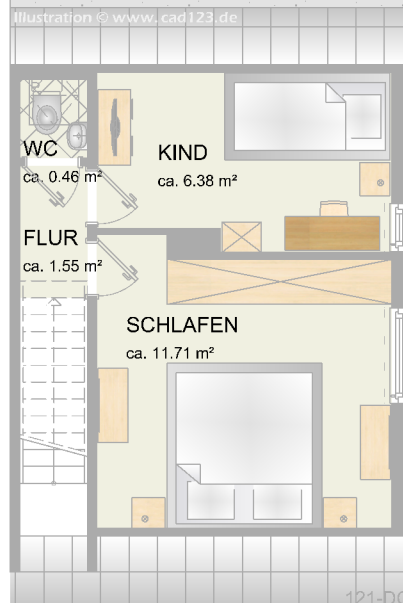 Illustration © www.cad123.de
WC
ca. 0.46 m²
KIND
ca. 6.38 m²
FLUR
ca. 1.55 m²
SCHLAFEN
ca. 11.71 m²